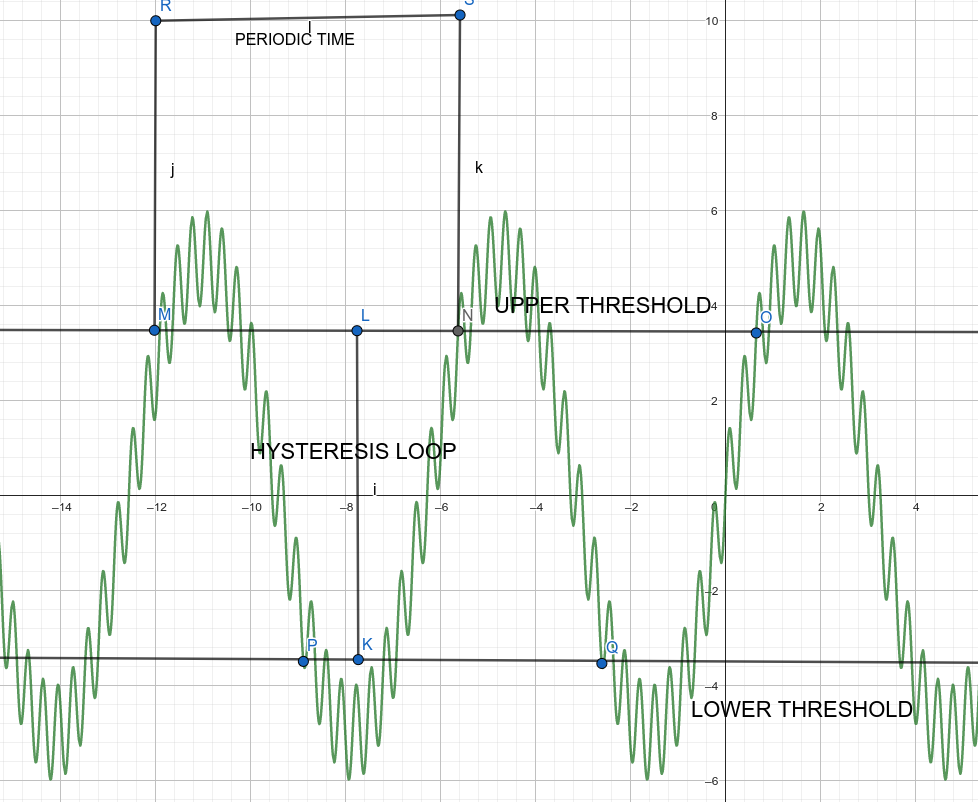 R
S
l
PERIODIC TIME
10
8
j
k
6
M
L
N
UPPER THRESHOLD
4
O
2
HYSTERESIS LOOP
i
–14
–12
–10
–8
–6
–4
–2
0
2
4
–2
P
K
Q
–4
LOWER THRESHOLD
–6